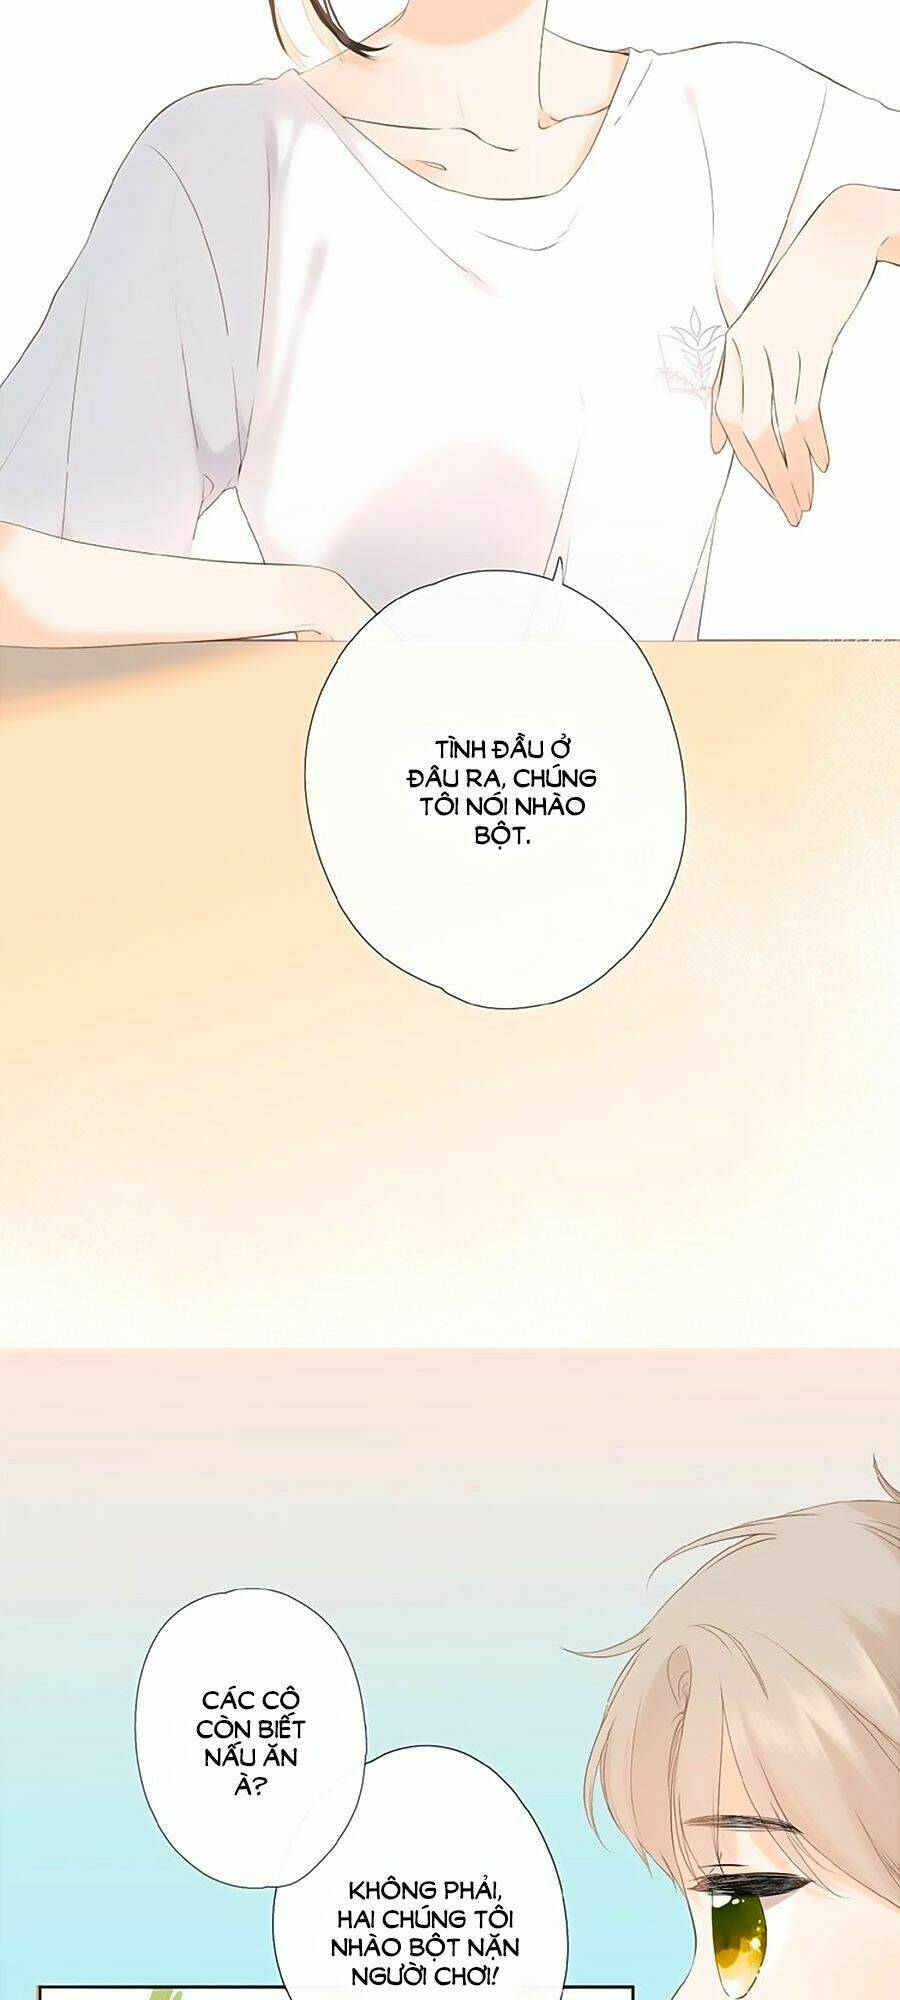 TÌNH ĐẦU Ở
ĐÂU RA, CHÚNG
TÔI NÓI NHÀO
BỘT.
CÁC CÔ
CÒN BIẾT
NẤU ĂN
À?
KHÔNG PHẢI,
HAI CHÚNG TÔI
NHÀO BỘT NẶN
NGƯỜI CHƠI!